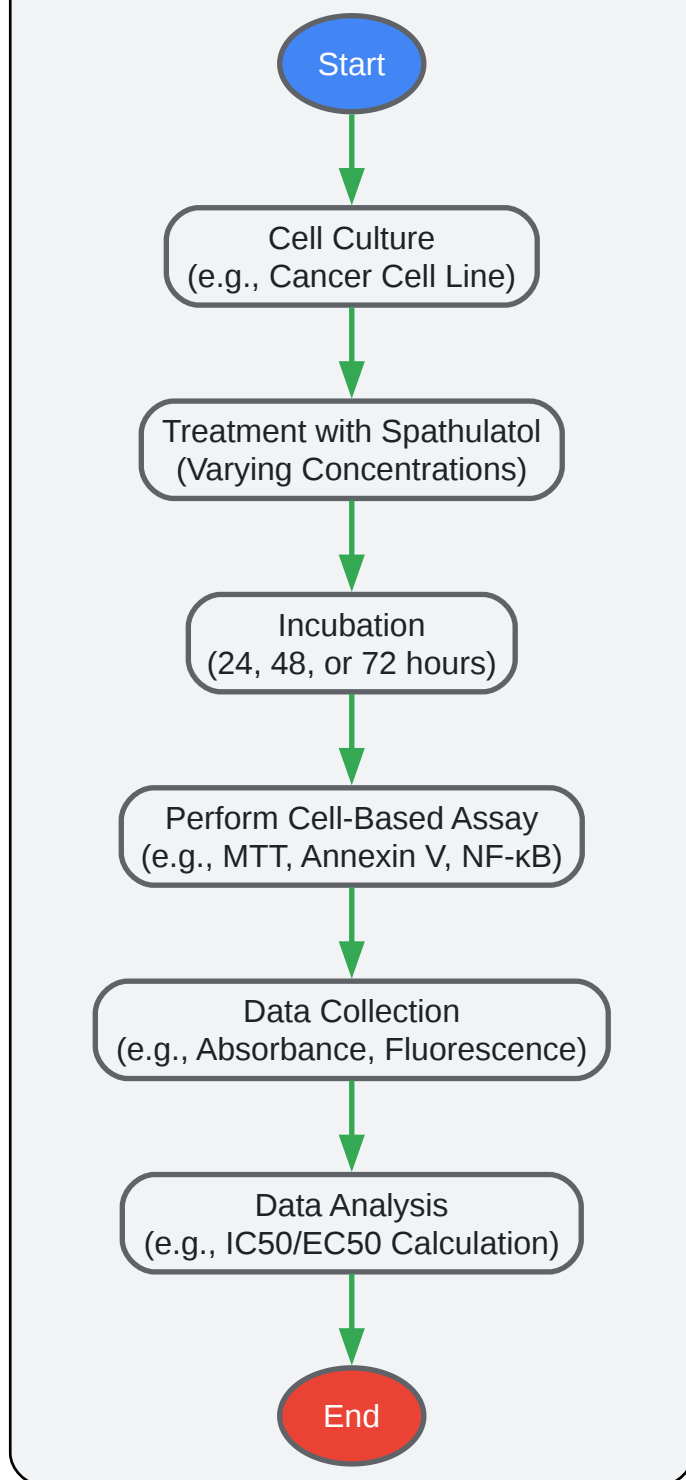 Start
Cell Culture
(e.g., Cancer Cell Line)
Treatment with Spathulatol
(Varying Concentrations)
Incubation
(24, 48, or 72 hours)
Perform Cell-Based Assay
(e.g., MTT, Annexin V, NF-κB)
Data Collection
(e.g., Absorbance, Fluorescence)
Data Analysis
(e.g., IC50/EC50 Calculation)
End